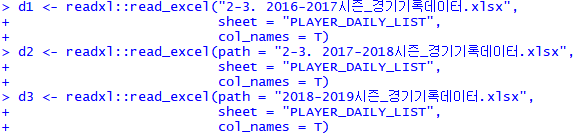 > d1 <- readxl::read_excel("2-3. 2016-2017시즌_경기기록데이터.xlsx",
+                          sheet = "PLAYER_DAILY_LIST",
+                          col_names = T)
> d2 <- readxl::read_excel(path = "2-3. 2017-2018시즌_경기기록데이터.xlsx",
+                          sheet = "PLAYER_DAILY_LIST",
+                          col_names = T)
> d3 <- readxl::read_excel(path = "2018-2019시즌_경기기록데이터.xlsx",
+                          sheet = "PLAYER_DAILY_LIST",
+                          col_names = T)